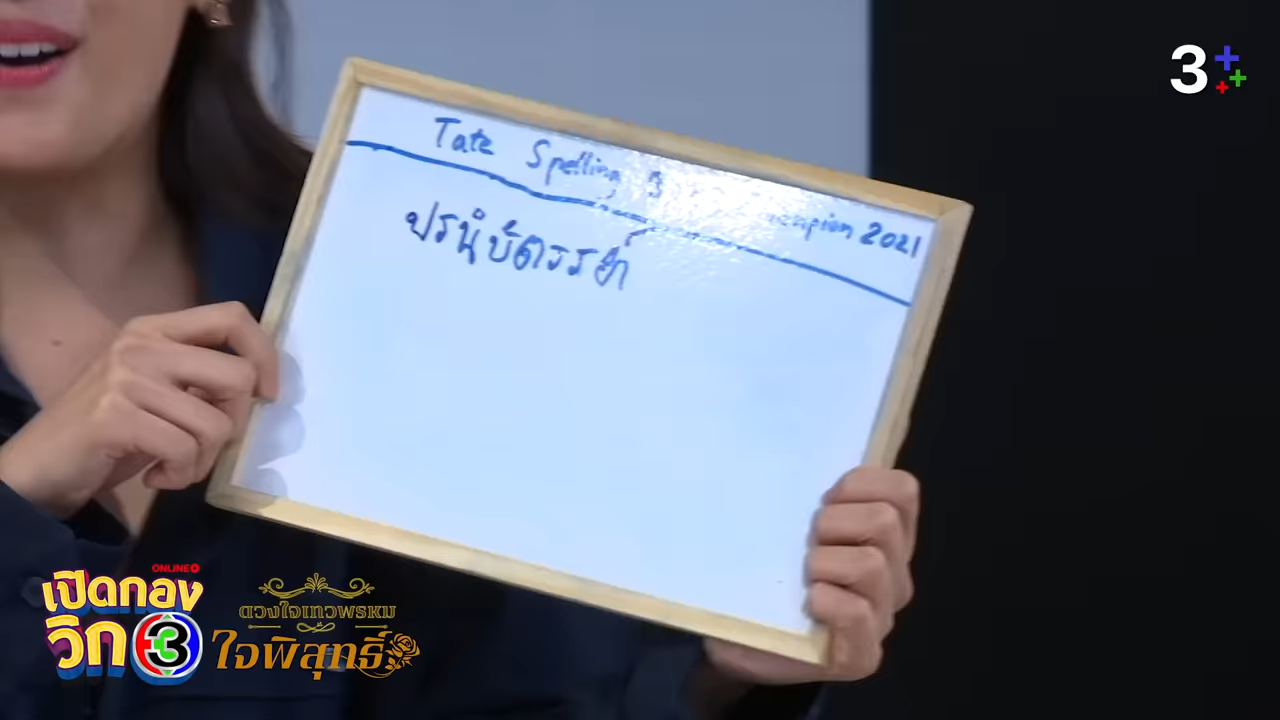 3+
Tate Spelling B Champion 2021
ปรนิบัตรรย์
ONLINE
เปิดกอง
วิก 3
ดวงใจเทวพรหม
ใจพิสุทธิ์